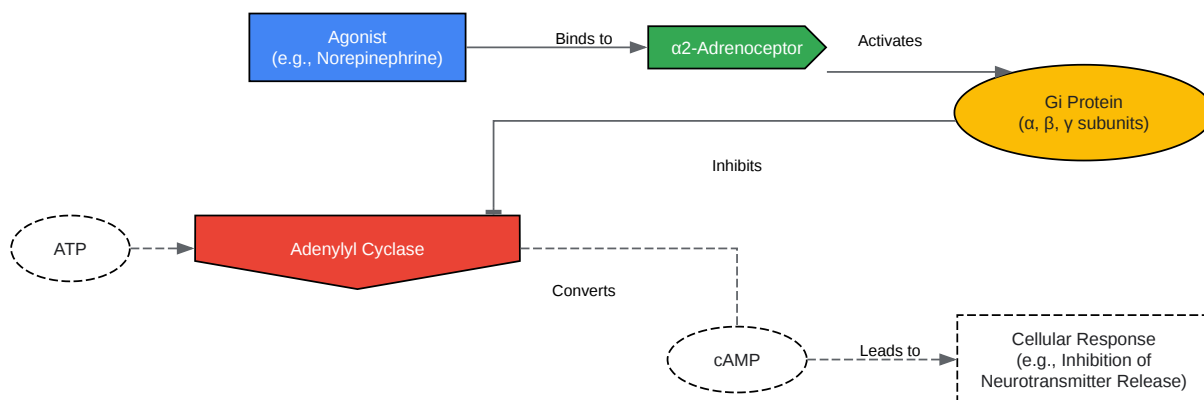 Agonist
(e.g., Norepinephrine)
Binds to
α2-Adrenoceptor
Activates
Gi Protein
(α, β, γ subunits)
Inhibits
ATP
Adenylyl Cyclase
Converts
cAMP
Leads to
Cellular Response
(e.g., Inhibition of
Neurotransmitter Release)